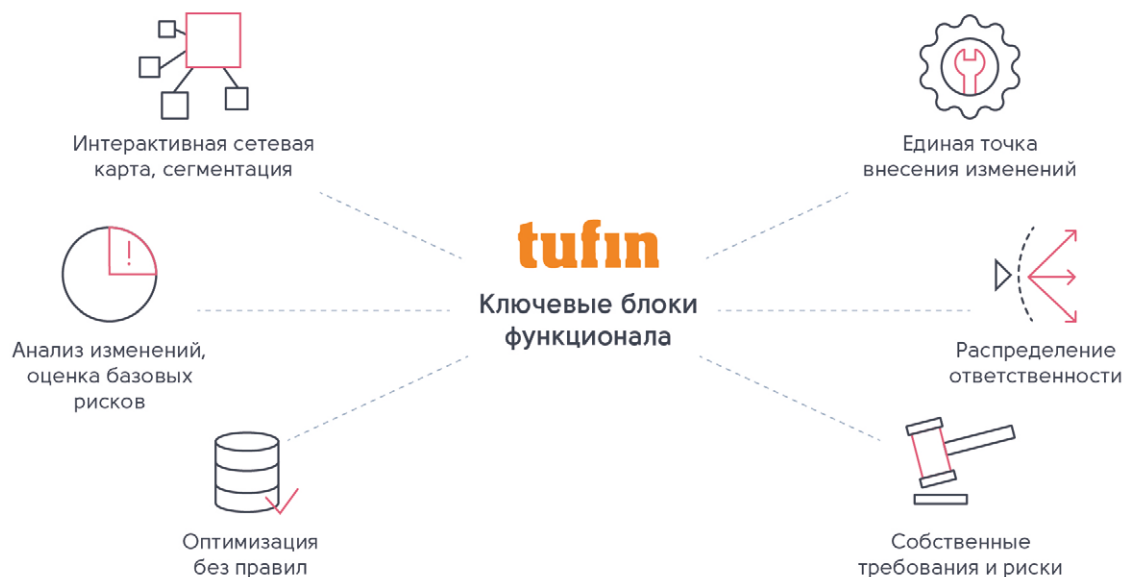 Интерактивная сетевая
карта, сегментация
Единая точка
внесения изменений
tufin
Ключевые блоки
функционала
!
Анализ изменений,
оценка базовых
рисков
Распределение
ответственности
Оптимизация
без правил
Собственные
требования и риски